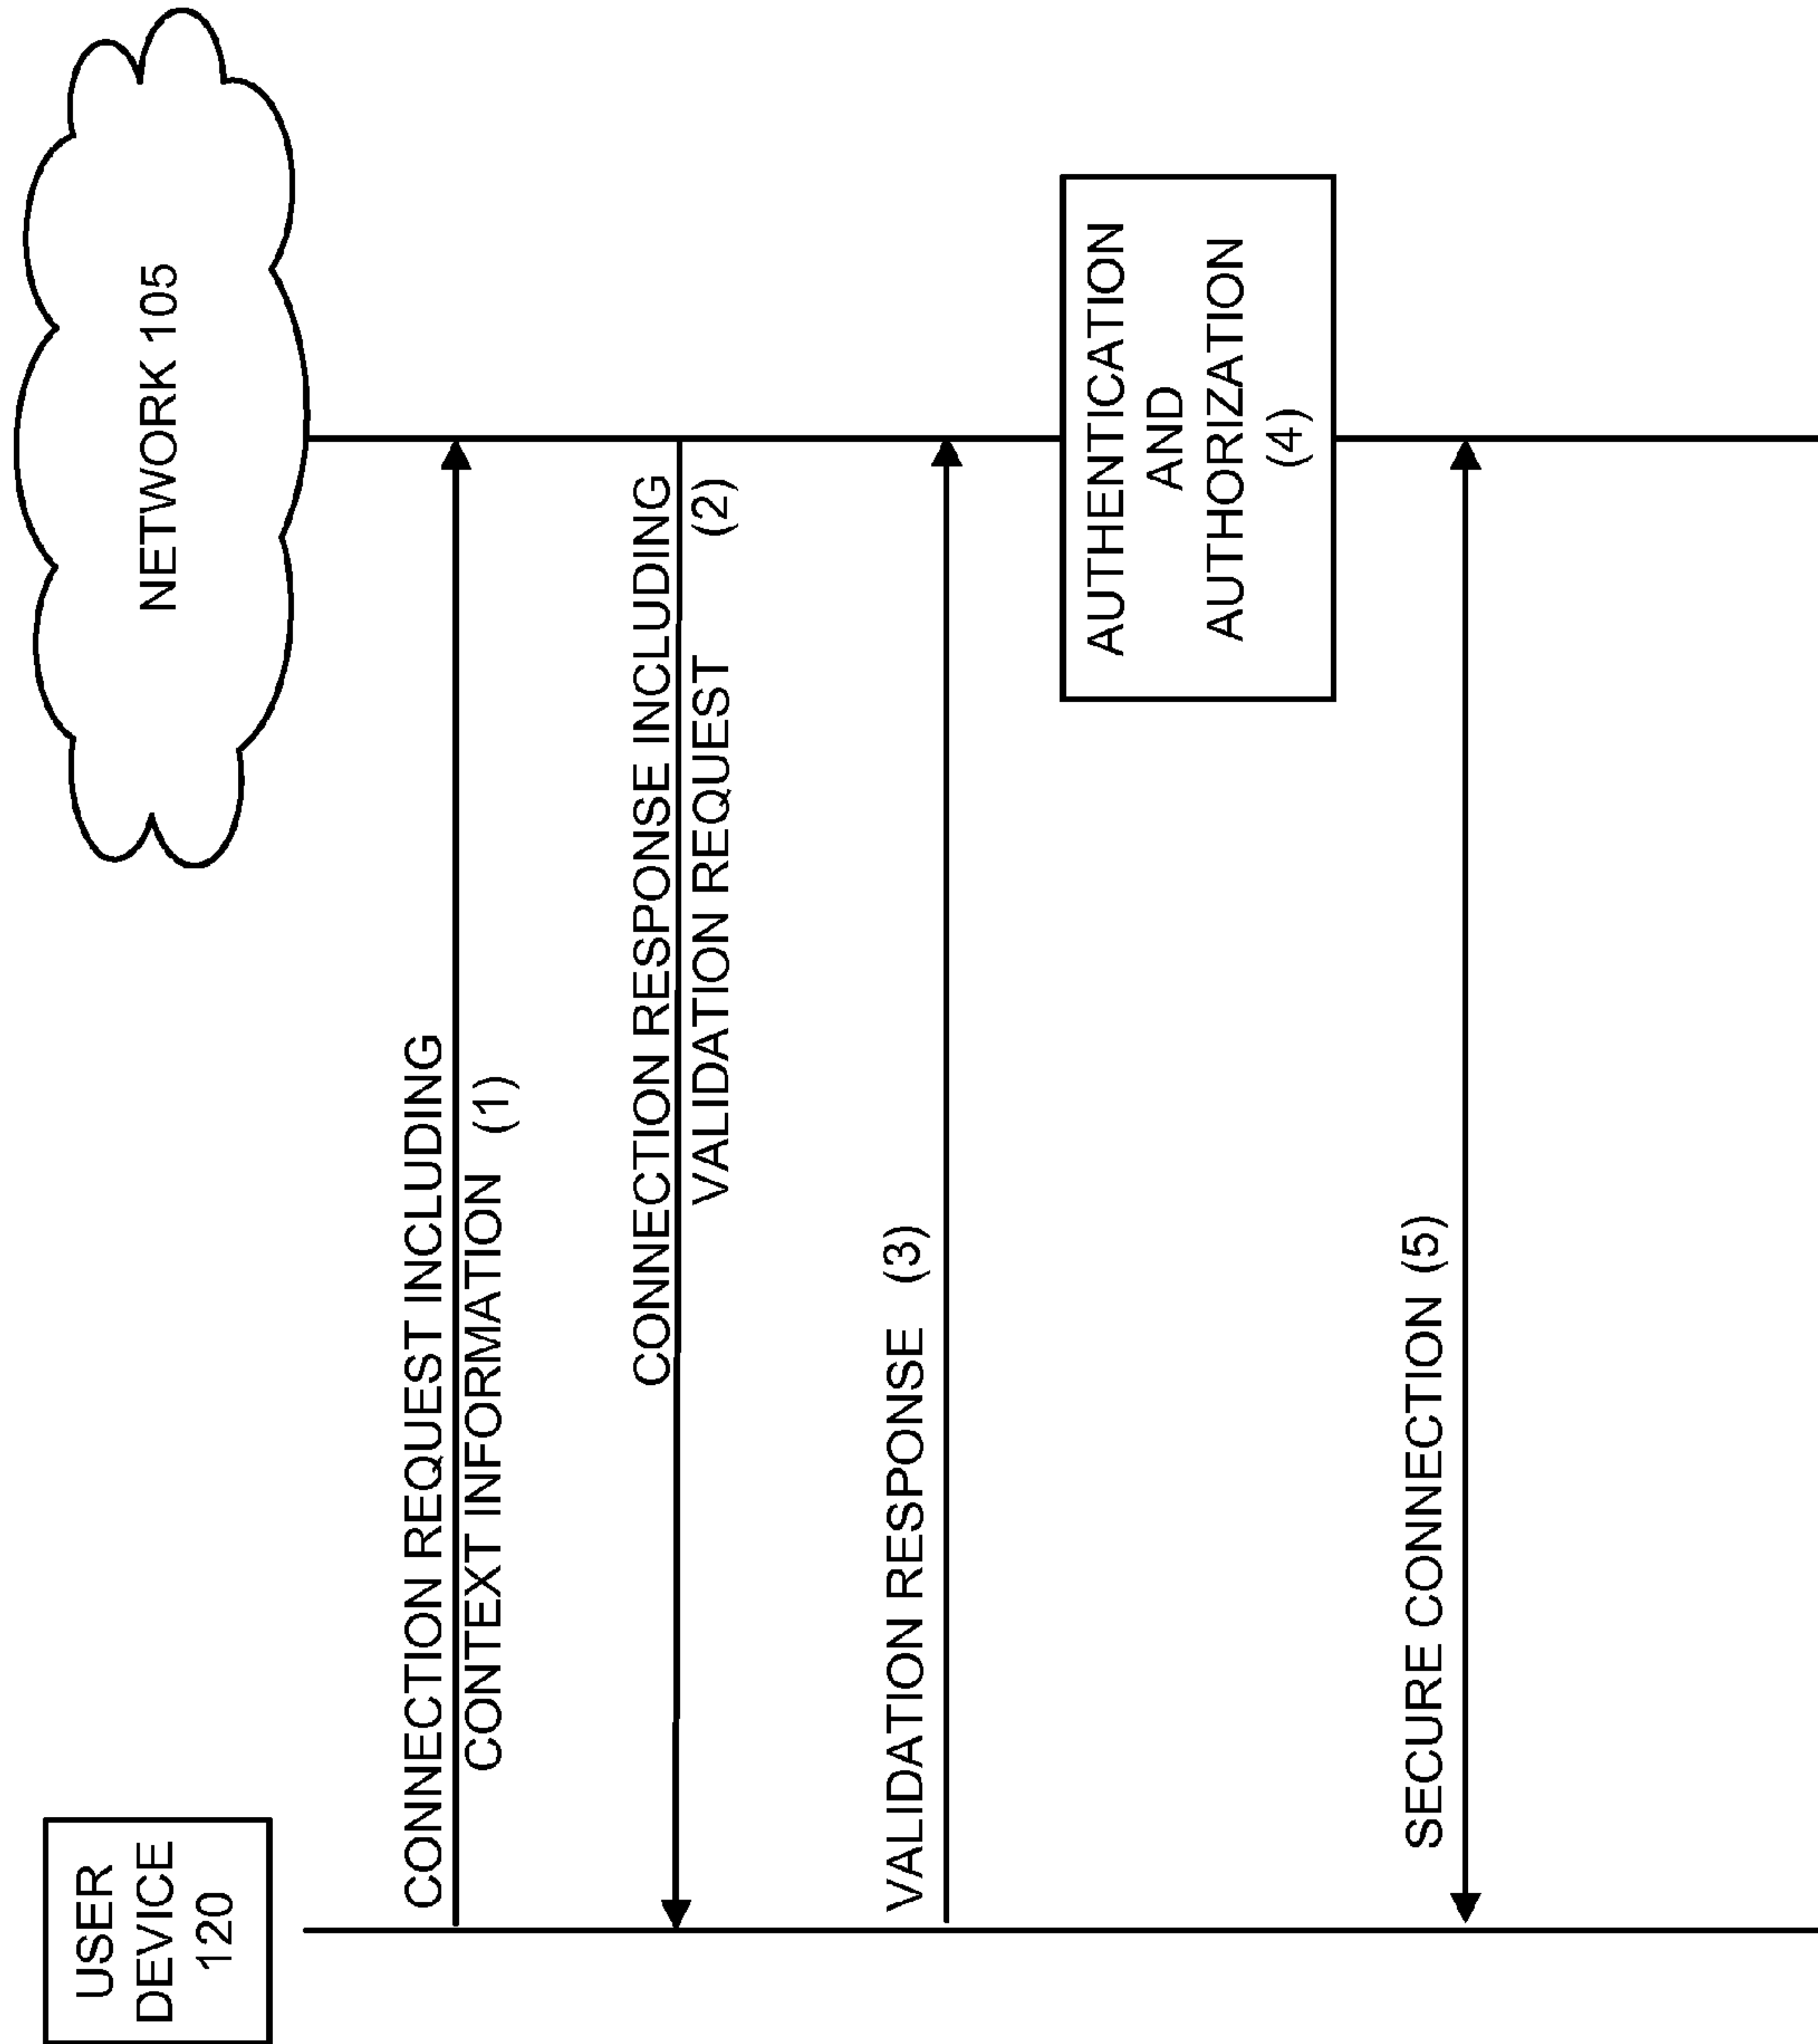 USER
DEVICE
120
NETWORK 105
CONNECTION REQUEST INCLUDING
CONTEXT INFORMATION (1)
CONNECTION RESPONSE INCLUDING
VALIDATION REQUEST (2)
VALIDATION RESPONSE (3)
AUTHENTICATION
AND
AUTHORIZATION
(4)
SECURE CONNECTION (5)